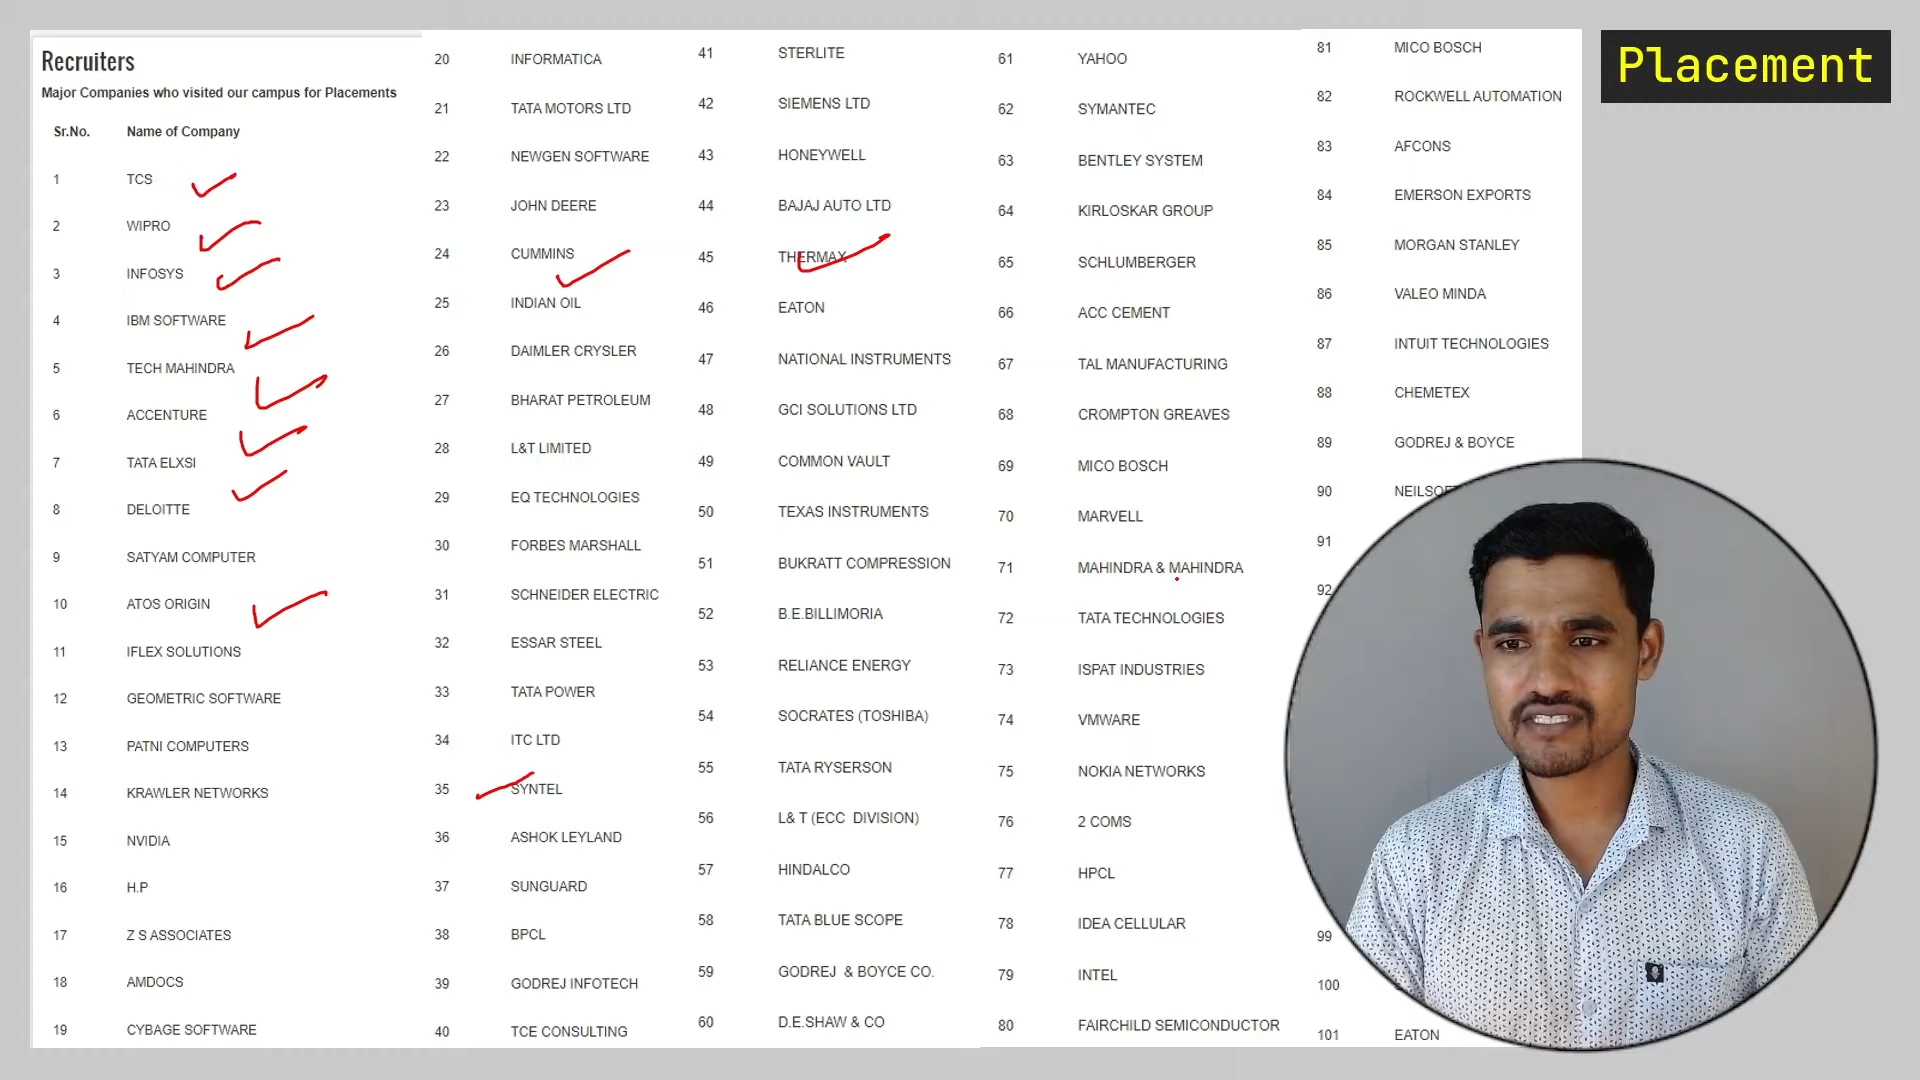 Placement
Recruiters
Major Companies who visited our campus for Placements
Sr.No. Name of Company
1 TCS
2 WIPRO
3 INFOSYS
4 IBM SOFTWARE
5 TECH MAHINDRA
6 ACCENTURE
7 TATA ELXSI
8 DELOITTE
9 SATYAM COMPUTER
10 ATOS ORIGIN
11 IFLEX SOLUTIONS
12 GEOMETRIC SOFTWARE
13 PATNI COMPUTERS
14 KRAWLER NETWORKS
15 NVIDIA
16 H.P
17 Z S ASSOCIATES
18 AMDOCS
19 CYBAGE SOFTWARE
20 INFORMATICA
21 TATA MOTORS LTD
22 NEWGEN SOFTWARE
23 JOHN DEERE
24 CUMMINS
25 INDIAN OIL
26 DAIMLER CRYSLER
27 BHARAT PETROLEUM
28 L&T LIMITED
29 EQ TECHNOLOGIES
30 FORBES MARSHALL
31 SCHNEIDER ELECTRIC
32 ESSAR STEEL
33 TATA POWER
34 ITC LTD
35 SYNTEL
36 ASHOK LEYLAND
37 SUNGUARD
38 BPCL
39 GODREJ INFOTECH
40 TCE CONSULTING
41 STERLITE
42 SIEMENS LTD
43 HONEYWELL
44 BAJAJ AUTO LTD
45 THERMAX
46 EATON
47 NATIONAL INSTRUMENTS
48 GCI SOLUTIONS LTD
49 COMMON VAULT
50 TEXAS INSTRUMENTS
51 BUKRATT COMPRESSION
52 B.E.BILLIMORIA
53 RELIANCE ENERGY
54 SOCRATES (TOSHIBA)
55 TATA RYSERSON
56 L& T (ECC DIVISION)
57 HINDALCO
58 TATA BLUE SCOPE
59 GODREJ & BOYCE CO.
60 D.E.SHAW & CO
61 YAHOO
62 SYMANTEC
63 BENTLEY SYSTEM
64 KIRLOSKAR GROUP
65 SCHLUMBERGER
66 ACC CEMENT
67 TAL MANUFACTURING
68 CROMPTON GREAVES
69 MICO BOSCH
70 MARVELL
71 MAHINDRA & MAHINDRA
72 TATA TECHNOLOGIES
73 ISPAT INDUSTRIES
74 VMWARE
75 NOKIA NETWORKS
76 2 COMS
77 HPCL
78 IDEA CELLULAR
79 INTEL
80 FAIRCHILD SEMICONDUCTOR
81 MICO BOSCH
82 ROCKWELL AUTOMATION
83 AFCONS
84 EMERSON EXPORTS
85 MORGAN STANLEY
86 VALEO MINDA
87 INTUIT TECHNOLOGIES
88 CHEMETEX
89 GODREJ & BOYCE
90
91
92
99
100
101 EATON